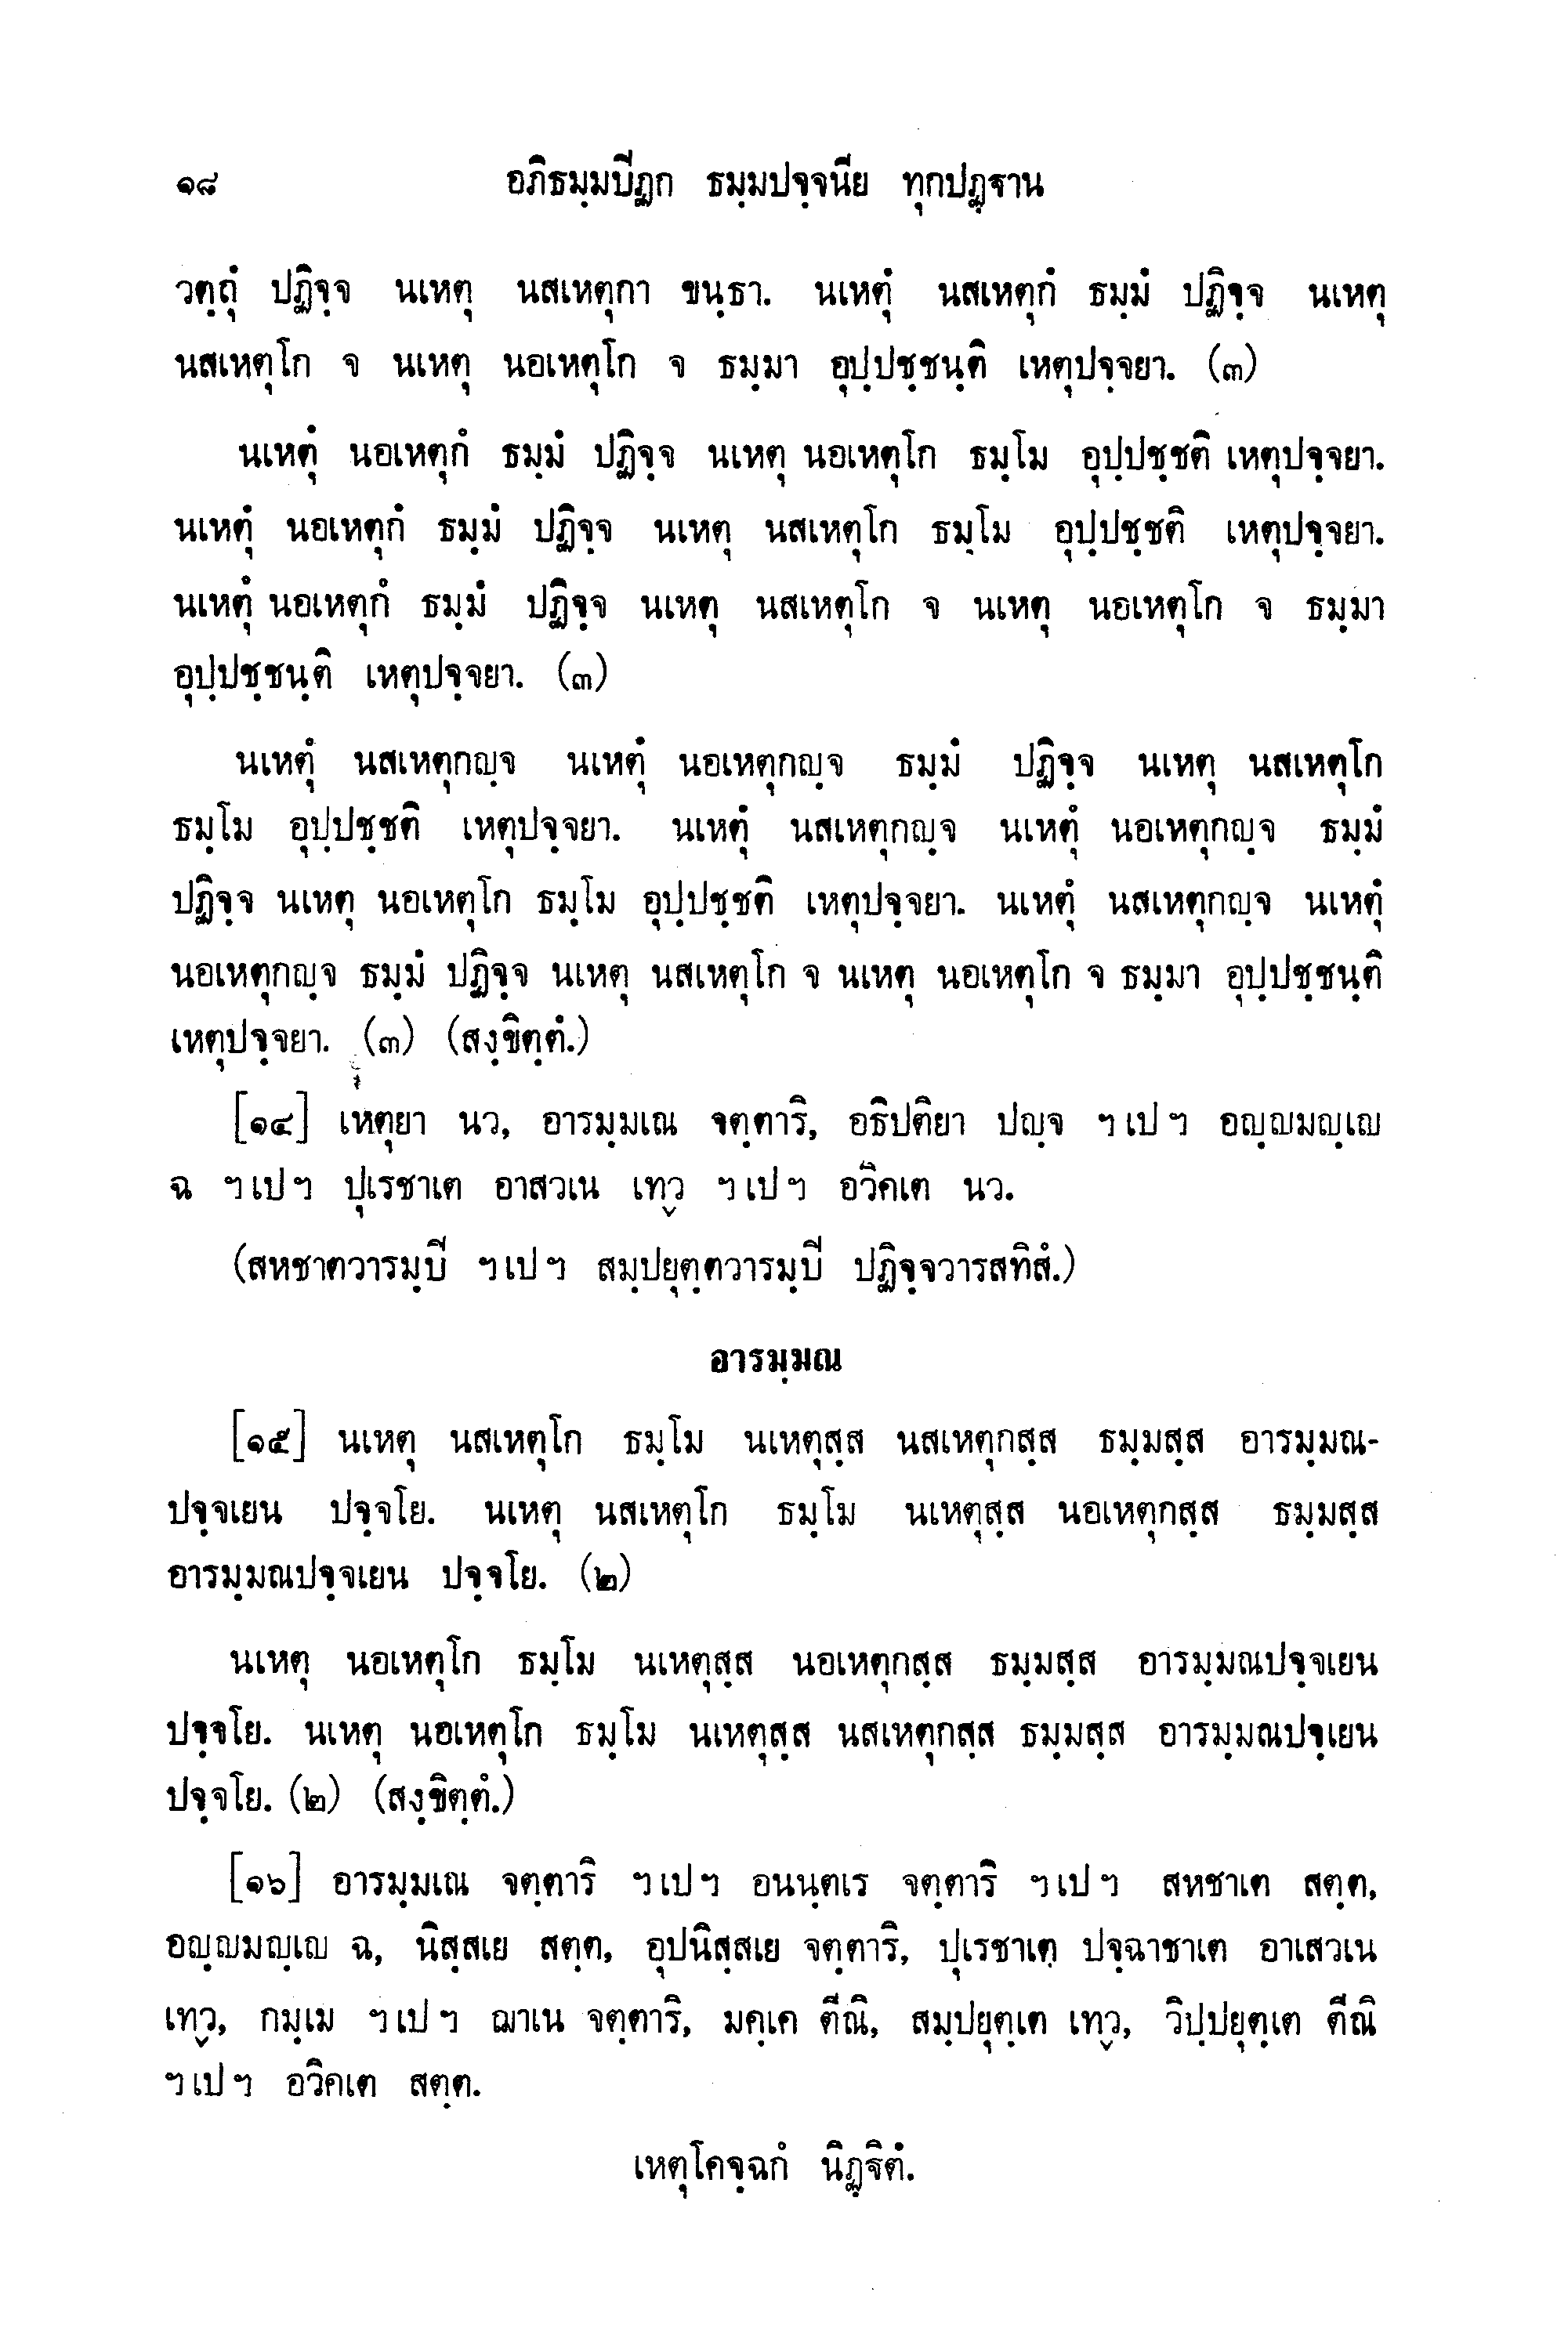 ๑๘ อภิธมฺมปีฏก ธมฺมปจฺจนีย ทุกปฏฺฐาน
วตฺถุํ ปฏิจฺจ นเหตุ นสเหตุกา ขนฺธา. นเหตุํ นสเหตุกํ ธมฺมํ ปฏิจฺจ นเหตุ
นสเหตุโก จ นเหตุ นอเหตุโก จ ธมฺมา อุปฺปชฺชนฺติ เหตุปจฺจยา. (๓)
นเหตุํ นอเหตุกํ ธมฺมํ ปฏิจฺจ นเหตุ นอเหตุโก ธมฺโม อุปฺปชฺชติ เหตุปจฺจยา.
นเหตุํ นอเหตุกํ ธมฺมํ ปฏิจฺจ นเหตุ นสเหตุโก ธมฺโม อุปฺปชฺชติ เหตุปจฺจยา.
นเหตุํ นอเหตุกํ ธมฺมํ ปฏิจฺจ นเหตุ นสเหตุโก จ นเหตุ นอเหตุโก จ ธมฺมา
อุปฺปชฺชนฺติ เหตุปจฺจยา. (๓)
นเหตุํ นสเหตุกญฺจ นเหตุํ นอเหตุกญฺจ ธมฺมํ ปฏิจฺจ นเหตุ นสเหตุโก
ธมฺโม อุปฺปชฺชติ เหตุปจฺจยา. นเหตุํ นสเหตุกญฺจ นเหตุํ นอเหตุกญฺจ ธมฺมํ
ปฏิจฺจ นเหตุ นอเหตุโก ธมฺโม อุปฺปชฺชติ เหตุปจฺจยา. นเหตุํ นสเหตุกญฺจ นเหตุํ
นอเหตุกญฺจ ธมฺมํ ปฏิจฺจ นเหตุ นสเหตุโก จ นเหตุ นอเหตุโก จ ธมฺมา อุปฺปชฺชนฺติ
เหตุปจฺจยา. (๓) (สงฺขิตฺตํ.)
[๑๔] เหตุยา นว, อารมฺมเณ จตฺตาริ, อธิปติยา ปญฺจ ฯ เป ฯ อญฺญมญฺเญ
ฉ ฯ เป ฯ ปุเรชาเต อาสวเน เทฺว ฯ เป ฯ อวิคเต นว.
(สหชาตวารมฺปี ฯ เป ฯ สมฺปยุตฺตวารมฺปี ปฏิจฺจวารสทิสํ.)
อารมฺมณ
[๑๕] นเหตุ นสเหตุโก ธมฺโม นเหตุสฺส นสเหตุกสฺส ธมฺมสฺส อารมฺมณ-
ปจฺจเยน ปจฺจโย. นเหตุ นสเหตุโก ธมฺโม นเหตุสฺส นอเหตุกสฺส ธมฺมสฺส
อารมฺมณปจฺจเยน ปจฺจโย. (๒)
นเหตุ นอเหตุโก ธมฺโม นเหตุสฺส นอเหตุกสฺส ธมฺมสฺส อารมฺมณปจฺจเยน
ปจฺจโย. นเหตุ นอเหตุโก ธมฺโม นเหตุสฺส นสเหตุกสฺส ธมฺมสฺส อารมฺมณปจฺเยน
ปจฺจโย. (๒) (สงฺขิตฺตํ.)
[๑๖] อารมฺมเณ จตฺตาริ ฯ เป ฯ อนนฺตเร จตฺตาริ ฯ เป ฯ สหชาเต สตฺต,
อญฺญมญฺเญ ฉ, นิสฺสเย สตฺต, อุปนิสฺสเย จตฺตาริ, ปุเรชาเตฺ ปจฺฉาชาเต อาเสวเน
เทฺว, กมฺเม ฯ เป ฯ ฌาเน จตฺตาริ, มคฺเค ตีณิ, สมฺปยุตฺเต เทฺว, วิปฺปยุตฺเต ตีณิ
ฯ เป ฯ อวิคเต สตฺต.
เหตุโคจฺฉกํ นิฏฺฐิตํ.